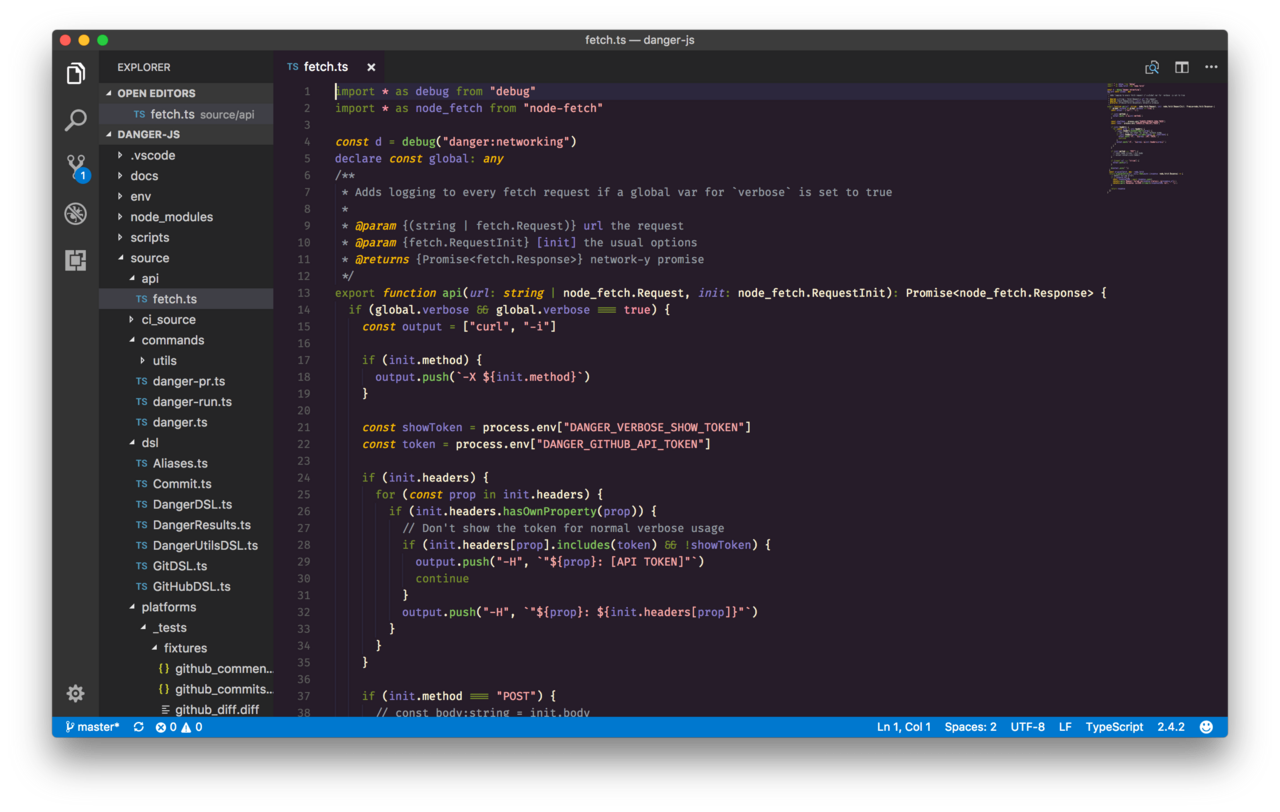 fetch.ts — danger-js
EXPLORER
OPEN EDITORS
TS fetch.ts source/api
DANGER-JS
.vscode
docs
env
node_modules
scripts
source
api
TS fetch.ts
ci_source
commands
utils
TS danger-pr.ts
TS danger-run.ts
TS danger.ts
dsl
TS Aliases.ts
TS Commit.ts
TS DangerDSL.ts
TS DangerResults.ts
TS DangerUtilsDSL.ts
TS GitDSL.ts
TS GitHubDSL.ts
platforms
_tests
fixtures
{} github_commen...
{} github_commits...
github_diff.diff
1
TS fetch.ts ×
1 import * as debug from "debug"
2 import * as node_fetch from "node-fetch"
3
4 const d = debug("danger:networking")
5 declare const global: any
6 /**
7 * Adds logging to every fetch request if a global var for `verbose` is set to true
8 *
9 * @param {(string | fetch.Request)} url the request
10 * @param {fetch.RequestInit} [init] the usual options
11 * @returns {Promise<fetch.Response>} network-y promise
12 */
13 export function api(url: string | node_fetch.Request, init: node_fetch.RequestInit): Promise<node_fetch.Response> {
14 if (global.verbose && global.verbose === true) {
15 const output = ["curl", "-i"]
16
17 if (init.method) {
18 output.push(`-X ${init.method}`)
19 }
20
21 const showToken = process.env["DANGER_VERBOSE_SHOW_TOKEN"]
22 const token = process.env["DANGER_GITHUB_API_TOKEN"]
23
24 if (init.headers) {
25 for (const prop in init.headers) {
26 if (init.headers.hasOwnProperty(prop)) {
27 // Don't show the token for normal verbose usage
28 if (init.headers[prop].includes(token) && !showToken) {
29 output.push("-H", `"${prop}: [API TOKEN]"`)
30 continue
31 }
32 output.push("-H", `"${prop}: ${init.headers[prop]}"`)
33 }
34 }
35 }
36
37 if (init.method === "POST") {
38 // const body:string = init.body
master* 0 0
Ln 1, Col 1 Spaces: 2 UTF-8 LF TypeScript 2.4.2